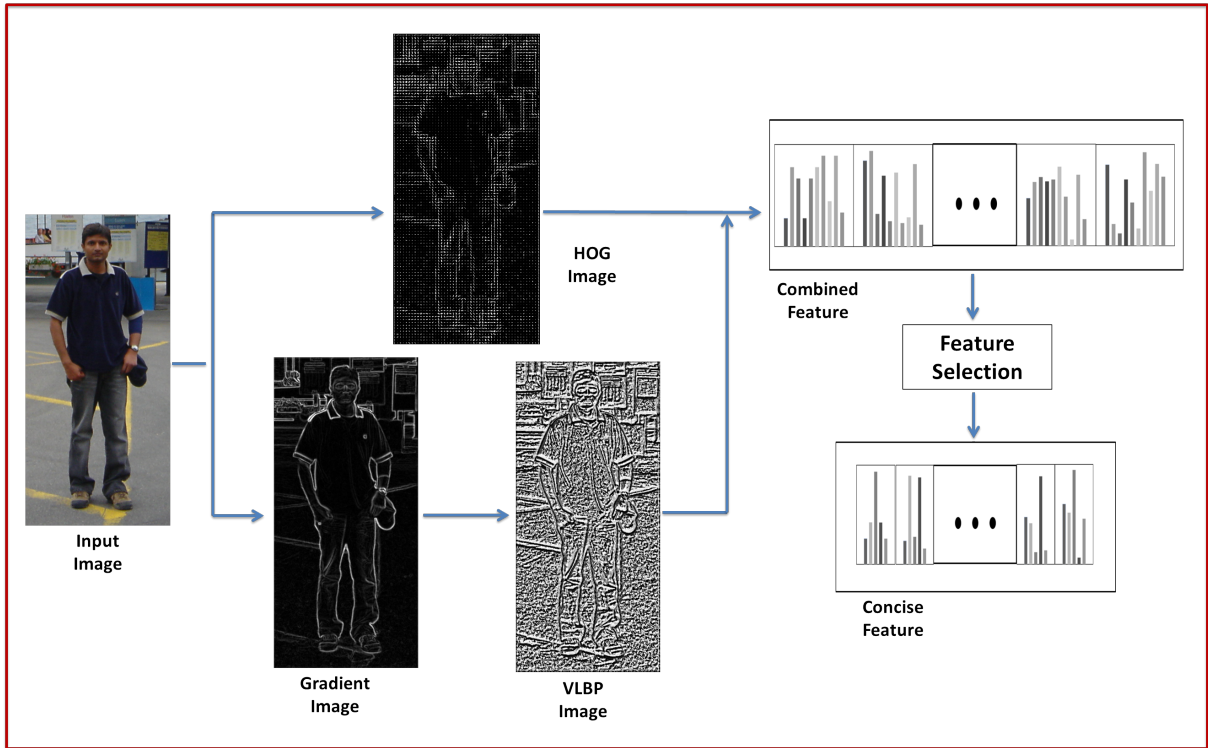 HOG
Image
Combined
Feature
Feature
Selection
Input
Image
Concise
Feature
Gradient
Image
VLBP
Image